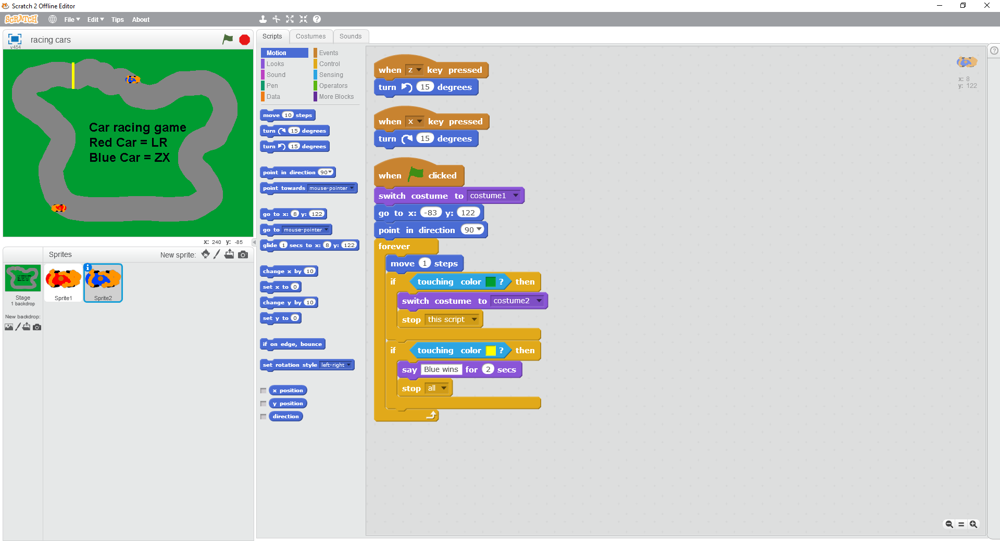 Scratch 2 Offline Editor
SCRATCH File Edit Tips About
racing cars
v454
Car racing game
Red Car = LR
Blue Car = ZX
x: 240 y: -85
Sprites New sprite:
Stage
1 backdrop
New backdrop:
Sprite1 Sprite2
Scripts Costumes Sounds
Motion Events
Looks Control
Sound Sensing
Pen Operators
Data More Blocks
move 10 steps
turn 15 degrees
turn 15 degrees
point in direction 90
point towards mouse-pointer
go to x: 8 y: 122
go to mouse-pointer
glide 1 secs to x: 8 y: 122
change x by 10
set x to 0
change y by 10
set y to 0
if on edge, bounce
set rotation style left-right
x position
y position
direction
when z key pressed
turn 15 degrees
when x key pressed
turn 15 degrees
when clicked
switch costume to costume1
go to x: -83 y: 122
point in direction 90
forever
move 1 steps
if touching color ? then
switch costume to costume2
stop this script
if touching color ? then
say Blue wins for 2 secs
stop all
x: 8
y: 122